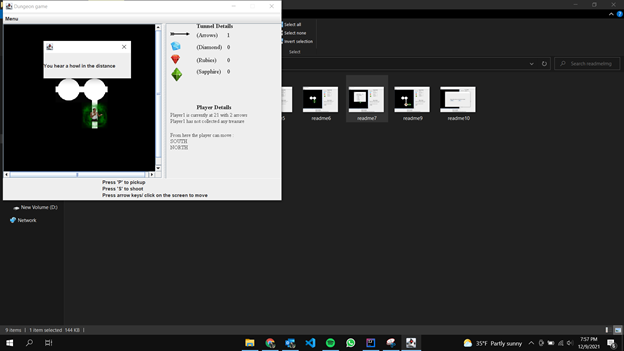 Dungeon game
Menu
You hear a howl in the distance
Tunnel Details
(Arrows) 1
(Diamond) 0
(Rubies) 0
(Sapphire) 0
Player Details
Player1 is currently at 21 with 2 arrows
Player1 has not collected any treasure
From here the player can move :
SOUTH
NORTH
Press 'P' to pickup
Press 'S' to shoot
Press arrow keys/ click on the screen to move
Select all
Select none
Invert selection
Select
Search readmeimg
readme7
readme6
readme9
readme10
New Volume (D:)
Network
9 items
1 item selected 144 KB
35°F Partly sunny
7:57 PM
12/9/2021